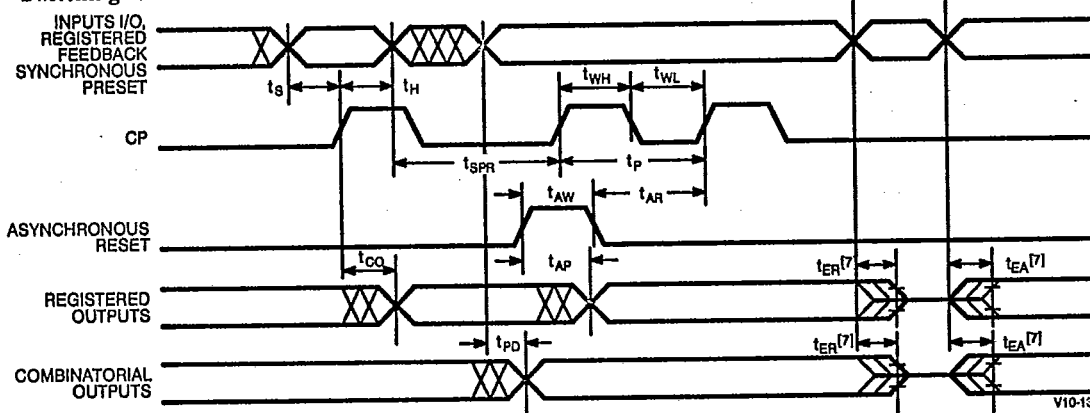 INPUTS I/O,
REGISTERED
FEEDBACK
SYNCHRONOUS
PRESET
tS
tH
tWH
tWL
CP
tSPR
tP
tAW
tAR
ASYNCHRONOUS
RESET
tCO
tAP
tER[7]
tEA[7]
REGISTERED
OUTPUTS
tPD
tER[7]
tEA[7]
COMBINATORIAL
OUTPUTS
V10-13